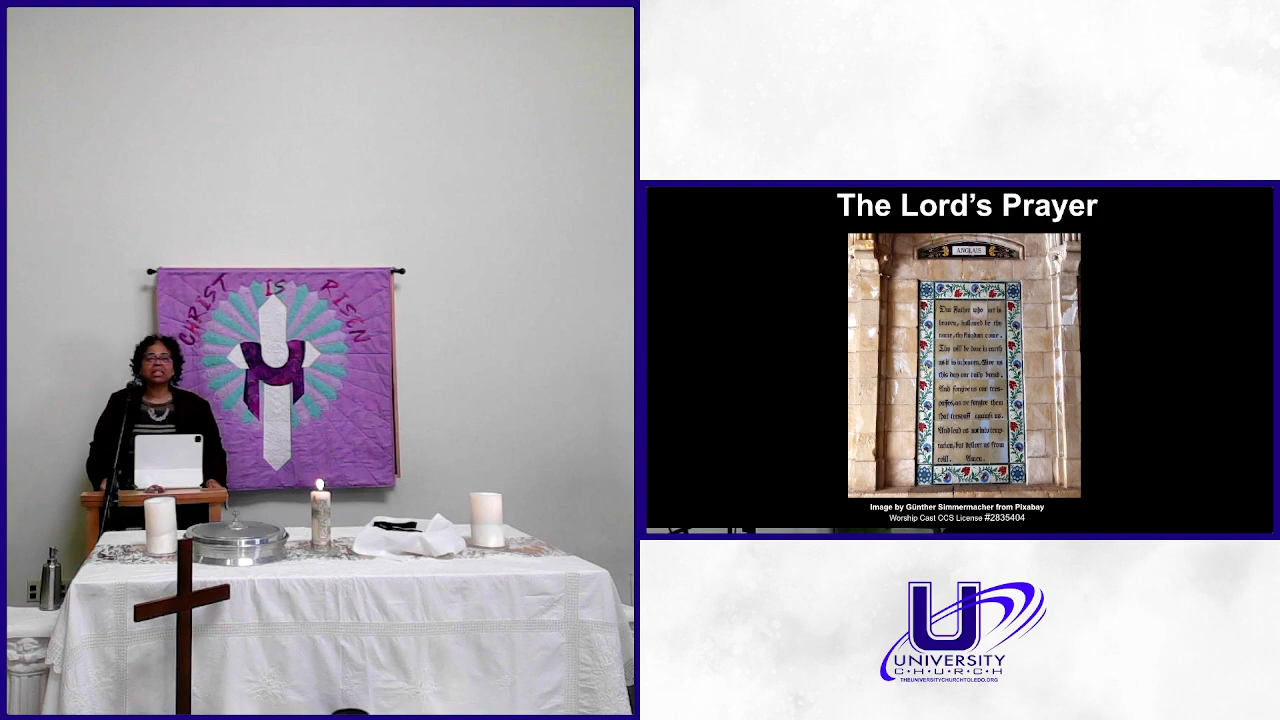 CHRIST IS RISEN
The Lord's Prayer
ANGLAIS
Our Father who art in
heaven, hallowed be thy
name, thy kingdom come.
Thy will be done in earth
as it is in heaven. Give us
this day our daily bread.
And forgive us our tres-
passes, as we forgive them
that trespass against us.
And lead us not into temp-
tation, but deliver us from
evil. Amen.
Image by Günther Simmermacher from Pixabay
Worship Cast CCS License #2835404
U
UNIVERSITY
C·H·U·R·C·H
THEUNIVERSITYCHURCHTOLEDO.ORG